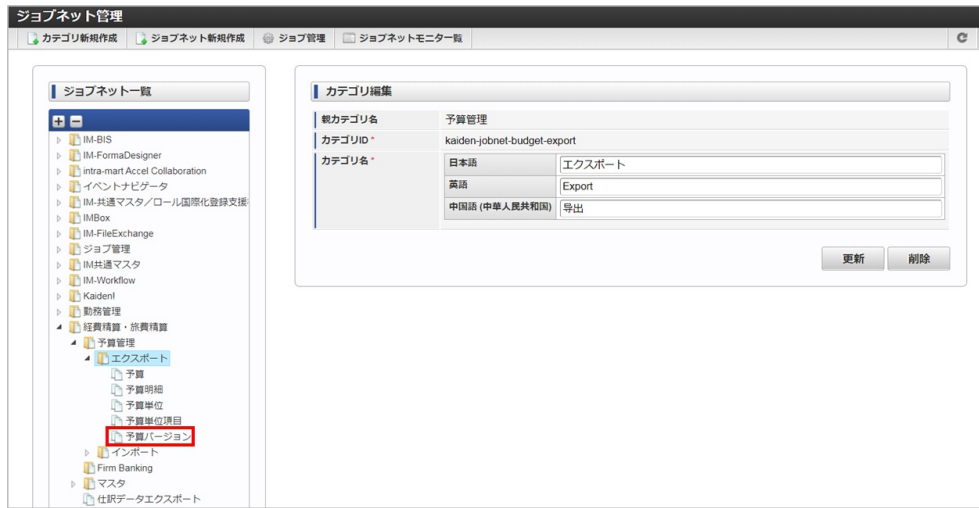 ジョブネット管理
カテゴリ新規作成 ジョブネット新規作成 ジョブ管理 ジョブネットモニタ一覧
ジョブネット一覧
IM-BIS
IM-FormaDesigner
intra-mart Accel Collaboration
イベントナビゲータ
IM-共通マスタ／ロール国際化登録支援
IMBox
IM-FileExchange
ジョブ管理
IM共通マスタ
IM-Workflow
Kaiden!
勤務管理
経費精算・旅費精算
予算管理
エクスポート
予算
予算明細
予算単位
予算単位項目
予算バージョン
インポート
Firm Banking
マスタ
仕訳データエクスポート
カテゴリ編集
親カテゴリ名 予算管理
カテゴリID * kaiden-jobnet-budget-export
カテゴリ名 * 日本語 エクスポート
英語 Export
中国語 (中華人民共和国) 导出
更新 削除